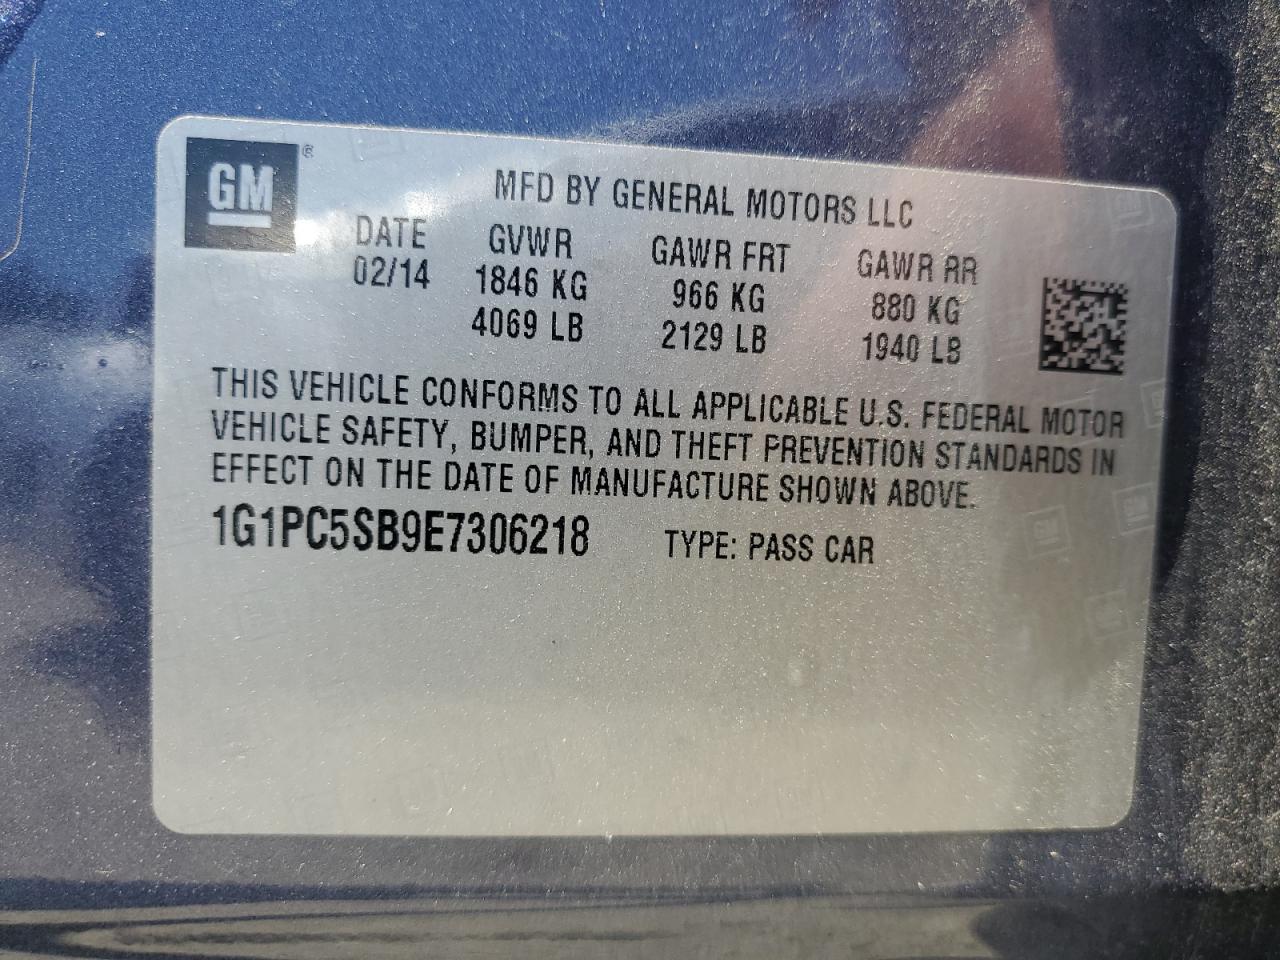 GM®
MFD BY GENERAL MOTORS LLC
DATE GVWR GAWR FRT GAWR RR
02/14 1846 KG 966 KG 880 KG
4069 LB 2129 LB 1940 LB
THIS VEHICLE CONFORMS TO ALL APPLICABLE U.S. FEDERAL MOTOR
VEHICLE SAFETY, BUMPER, AND THEFT PREVENTION STANDARDS IN
EFFECT ON THE DATE OF MANUFACTURE SHOWN ABOVE.
1G1PC5SB9E7306218 TYPE: PASS CAR